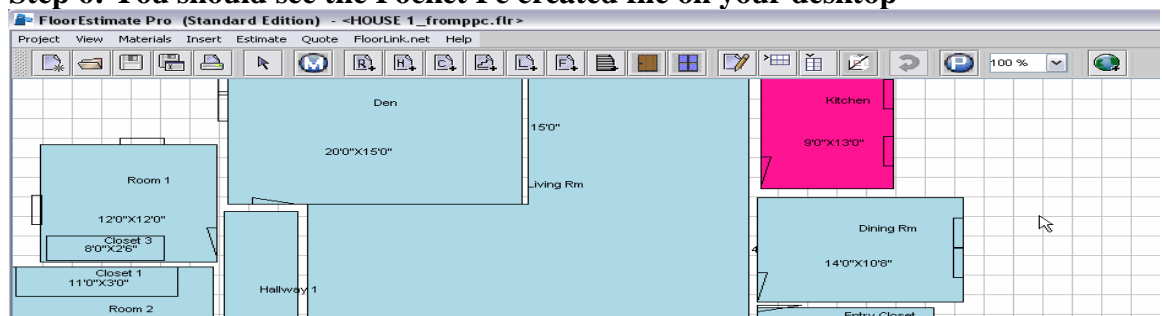 Step 6: You should see the Pocket PC created file on your desktop
FloorEstimate Pro (Standard Edition) - <HOUSE 1_fromppc.flr>
Project View Materials Insert Estimate Quote FloorLink.net Help
100 %
Den
Kitchen
15'0"
9'0"X13'0"
20'0"X15'0"
Room 1
Living Rm
12'0"X12'0"
Dining Rm
Closet 3
8'0"X2'6"
14'0"X10'8"
Closet 1
11'0"X3'0"
Hallway 1
Room 2
Entry Closet